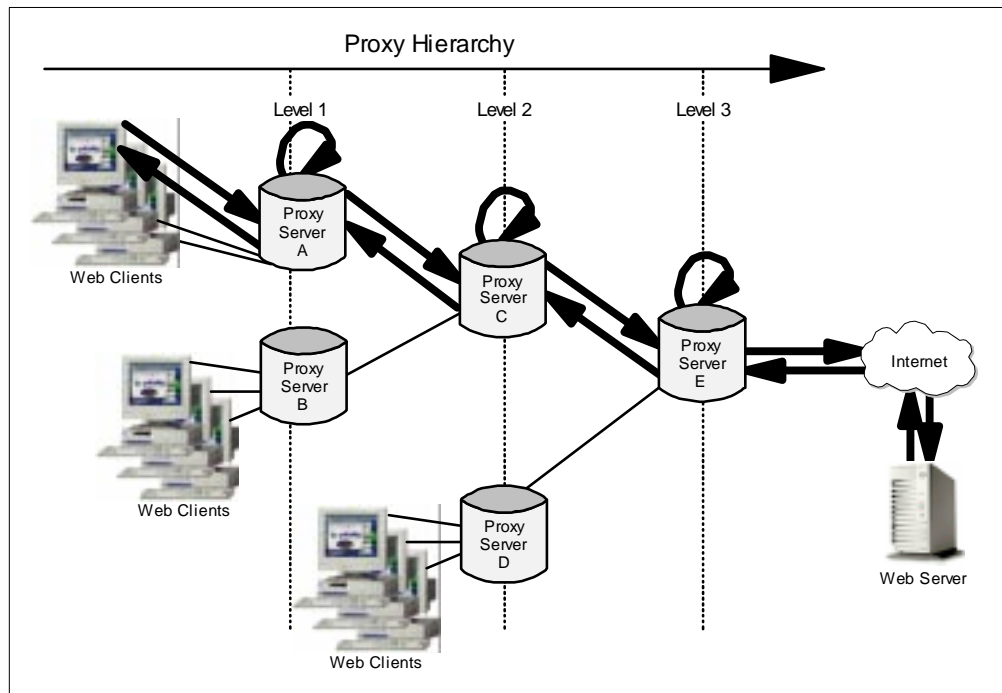 Proxy Hierarchy
Level 1
Level 2
Level 3
Proxy
Server
A
Web Clients
Proxy
Server
C
Proxy
Server
E
Internet
Proxy
Server
B
Web Clients
Proxy
Server
D
Web Server
Web Clients